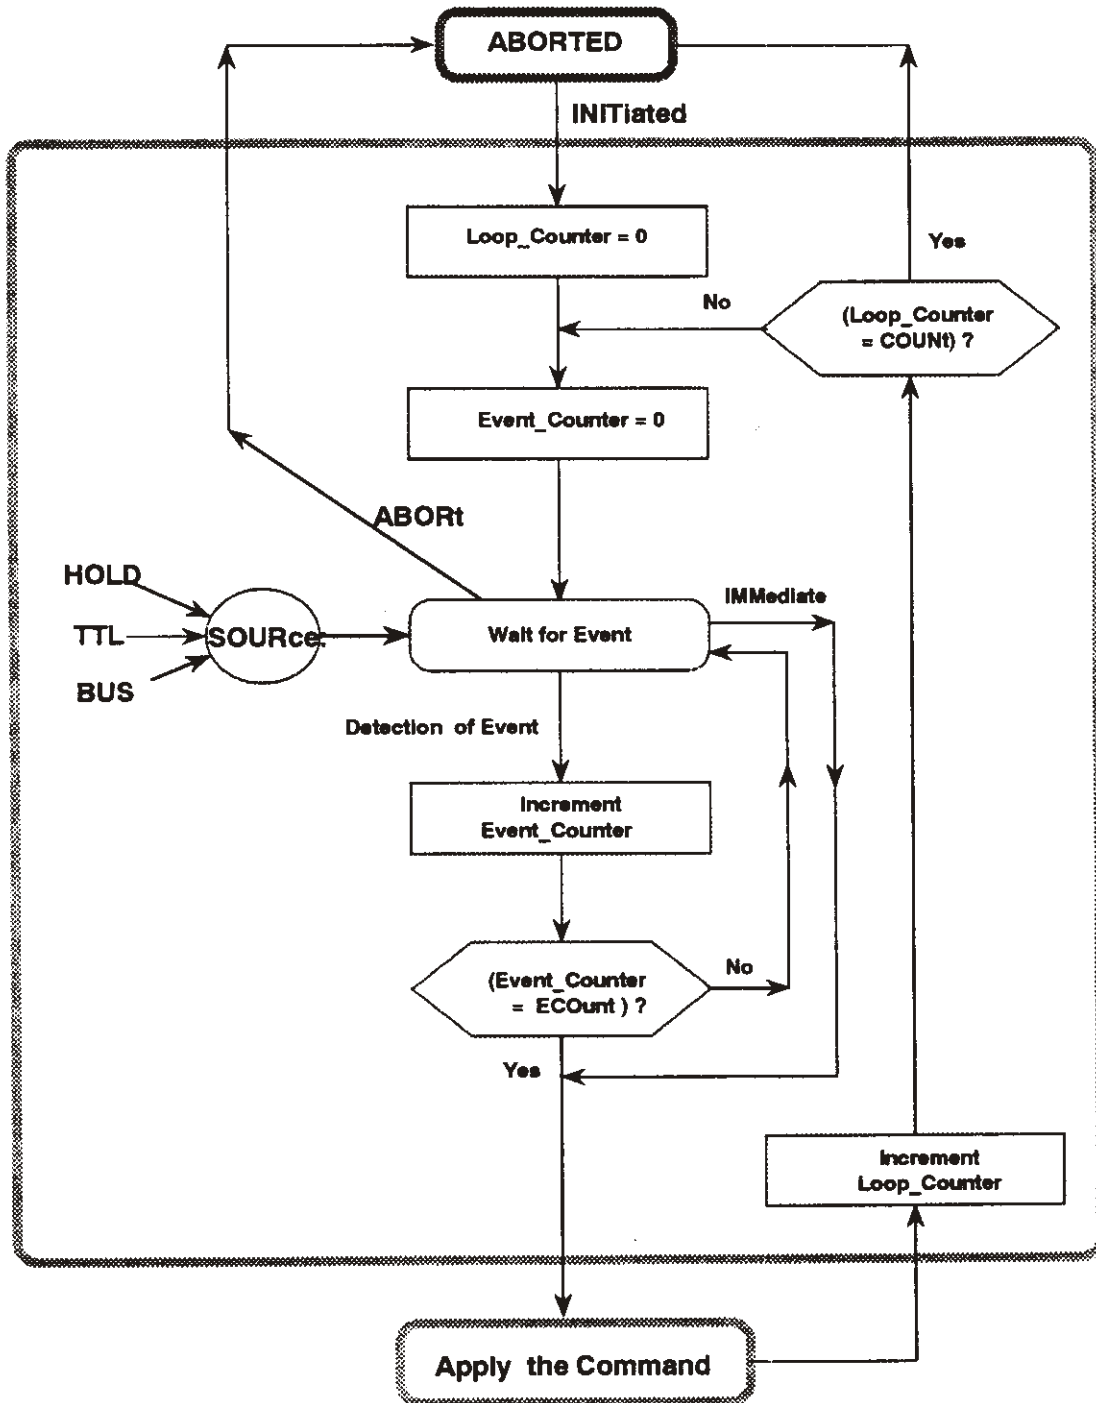 ABORTED
INITiated
Loop_Counter = 0
Yes
No
(Loop_Counter
= COUNt) ?
Event_Counter = 0
ABORt
HOLD
TTL
BUS
SOURce:
Wait for Event
IMMediate
Detection of Event
Increment
Event_Counter
(Event_Counter
= ECOunt ) ?
No
Yes
Increment
Loop_Counter
Apply the Command